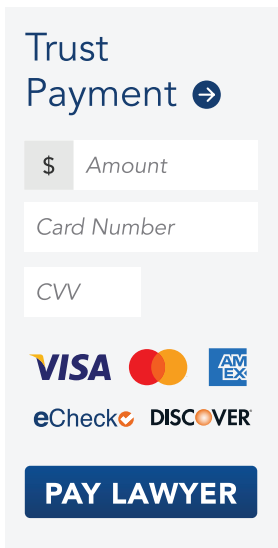 Trust
Payment
$ Amount
Card Number
CVV
VISA AM
EX
eCheck DISCOVER
PAY LAWYER